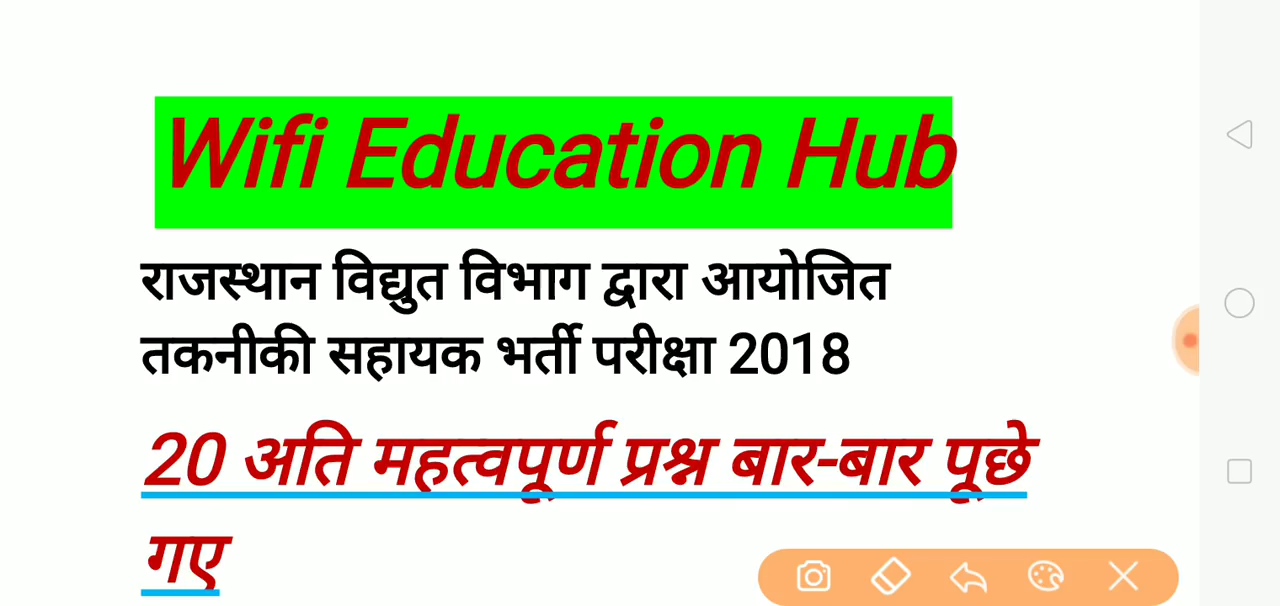 Wifi Education Hub
राजस्थान विद्युत विभाग द्वारा आयोजित
तकनीकी सहायक भर्ती परीक्षा 2018
20 अति महत्वपूर्ण प्रश्न बार-बार पूछे
गए